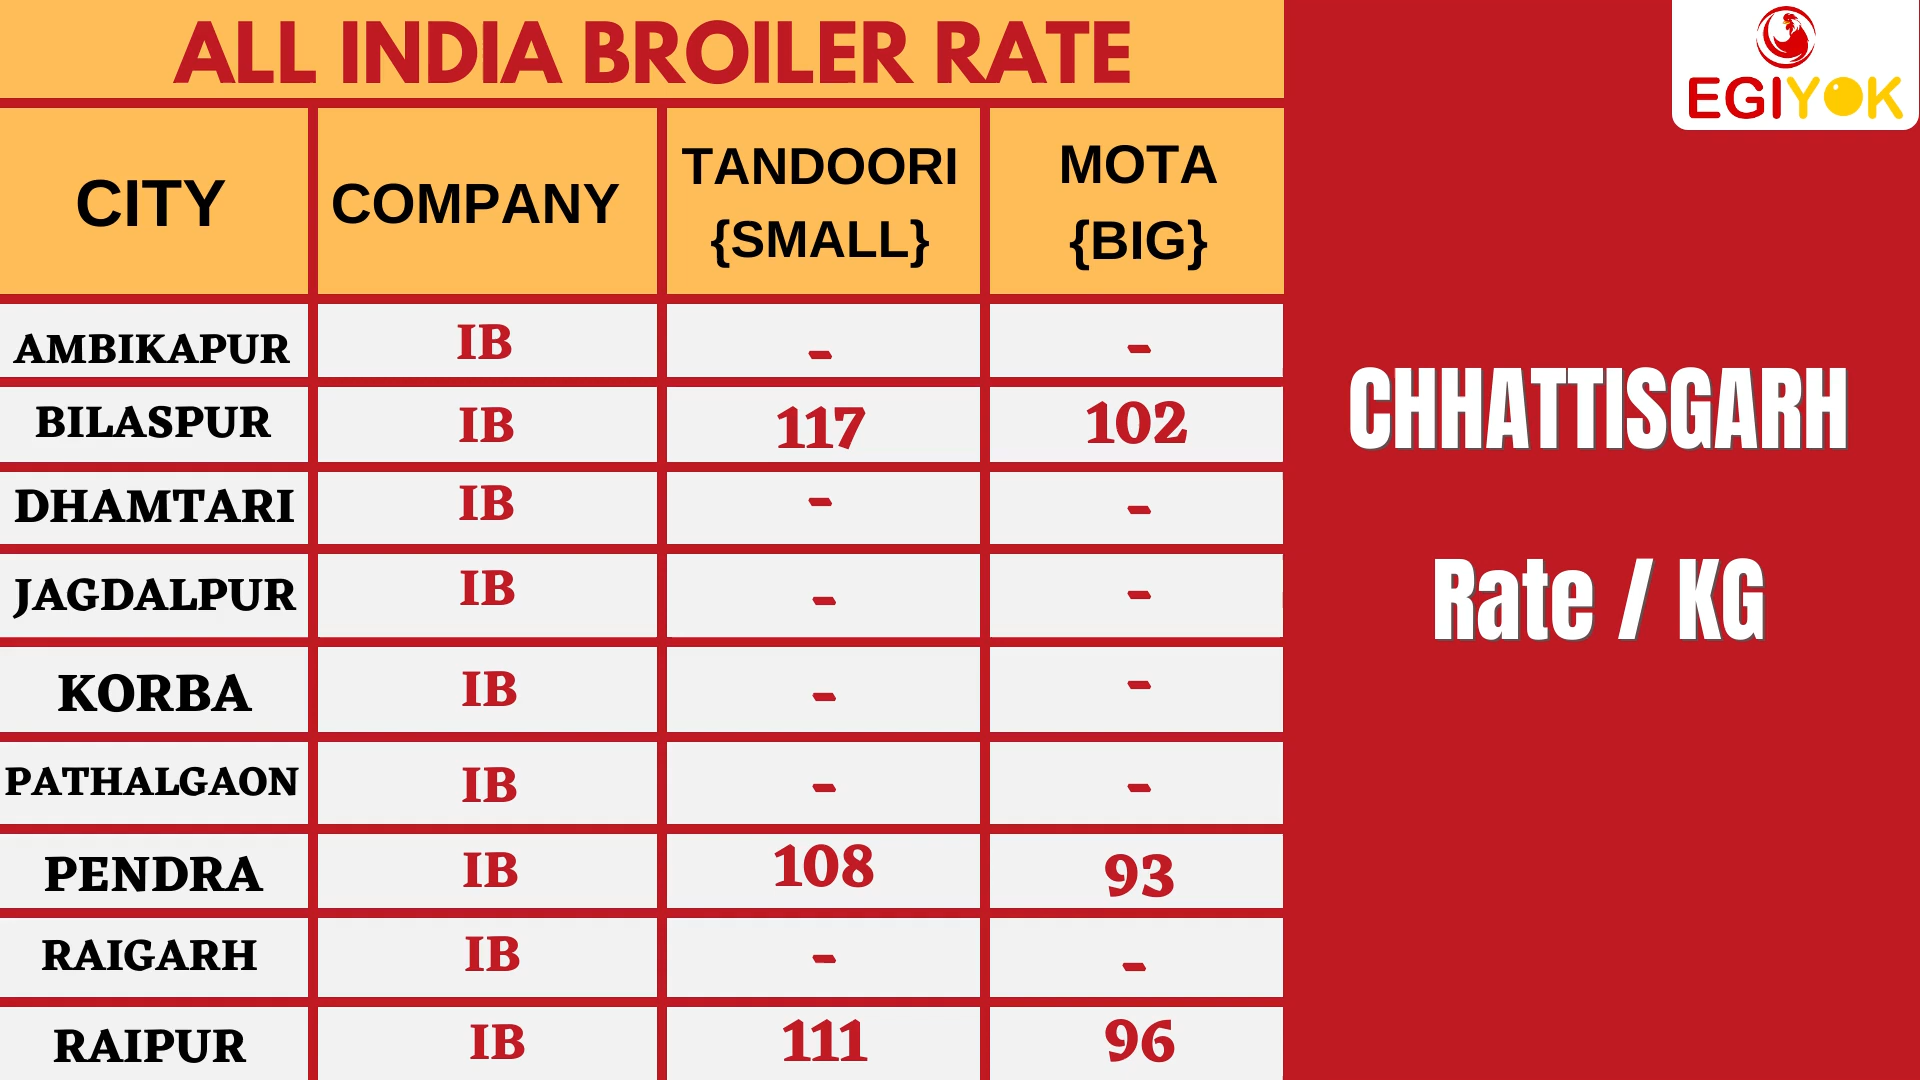 ALL INDIA BROILER RATE
EGIYOK
CITY COMPANY TANDOORI {SMALL} MOTA {BIG}
AMBIKAPUR IB - -
BILASPUR IB 117 102
DHAMTARI IB - -
JAGDALPUR IB - -
KORBA IB - -
PATHALGAON IB - -
PENDRA IB 108 93
RAIGARH IB - -
RAIPUR IB 111 96
CHHATTISGARH
Rate / KG